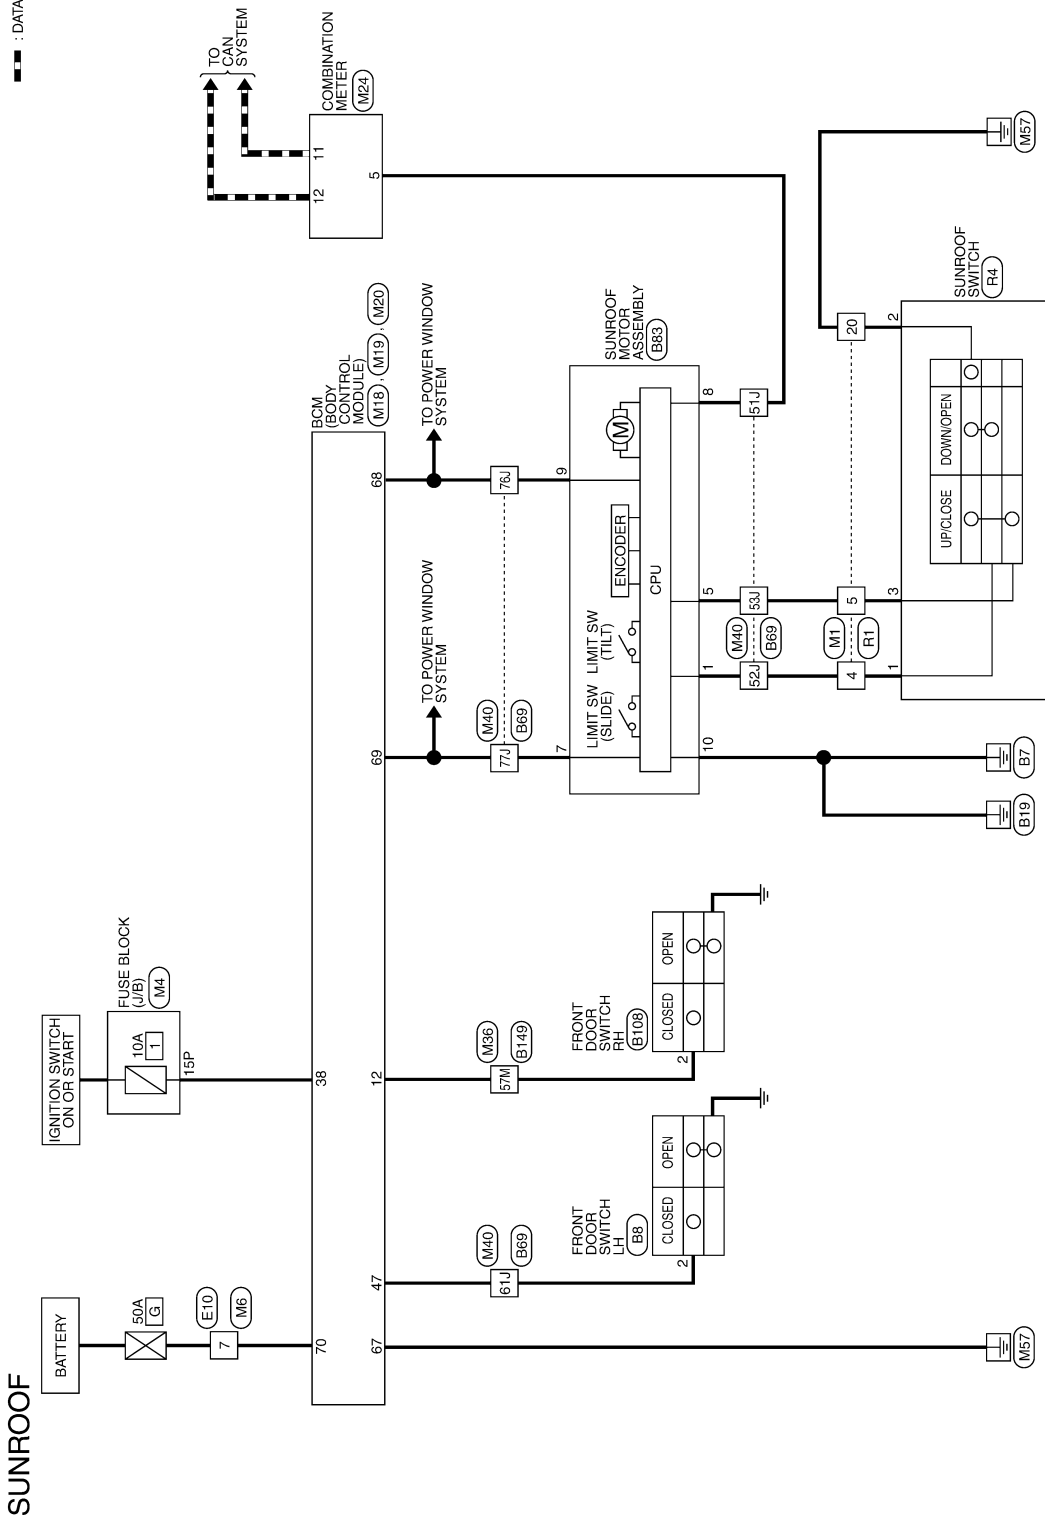 SUNROOF
: DATA
BATTERY
50A
G
7
E10
M6
IGNITION SWITCH
ON OR START
FUSE BLOCK
(J/B)
M4
10A
1
15P
TO
CAN
SYSTEM
COMBINATION
METER
M24
12
11
5
BCM
(BODY
CONTROL
MODULE)
M18 , M19 , M20
70
38
67
47
12
69
68
TO POWER WINDOW
SYSTEM
TO POWER WINDOW
SYSTEM
M40
B69
61J
M36
B149
57M
M40
B69
77J
76J
FRONT
DOOR
SWITCH
LH
B8
2
CLOSED
OPEN
FRONT
DOOR
SWITCH
RH
B108
2
CLOSED
OPEN
SUNROOF
MOTOR
ASSEMBLY
B83
7
9
LIMIT SW
(SLIDE)
LIMIT SW
(TILT)
ENCODER
M
CPU
10
1
5
8
M40
B69
52J
53J
51J
M1
R1
4
5
20
1
3
2
SUNROOF
SWITCH
R4
UP/CLOSE
DOWN/OPEN
M57
B19
B7
M57